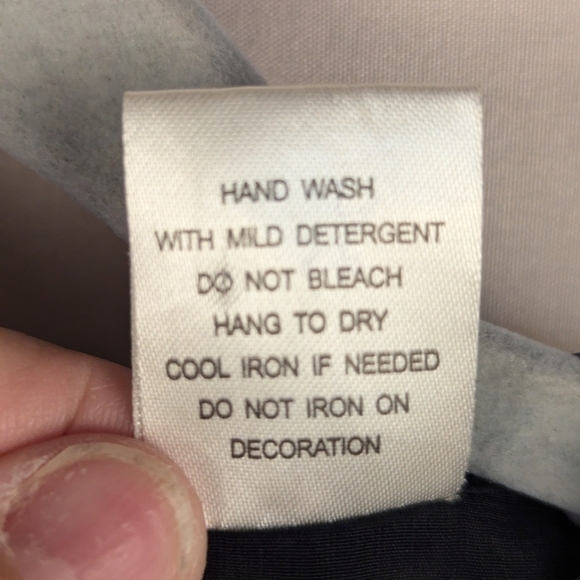 HAND WASH
WITH MILD DETERGENT
DO NOT BLEACH
HANG TO DRY
COOL IRON IF NEEDED
DO NOT IRON ON
DECORATION